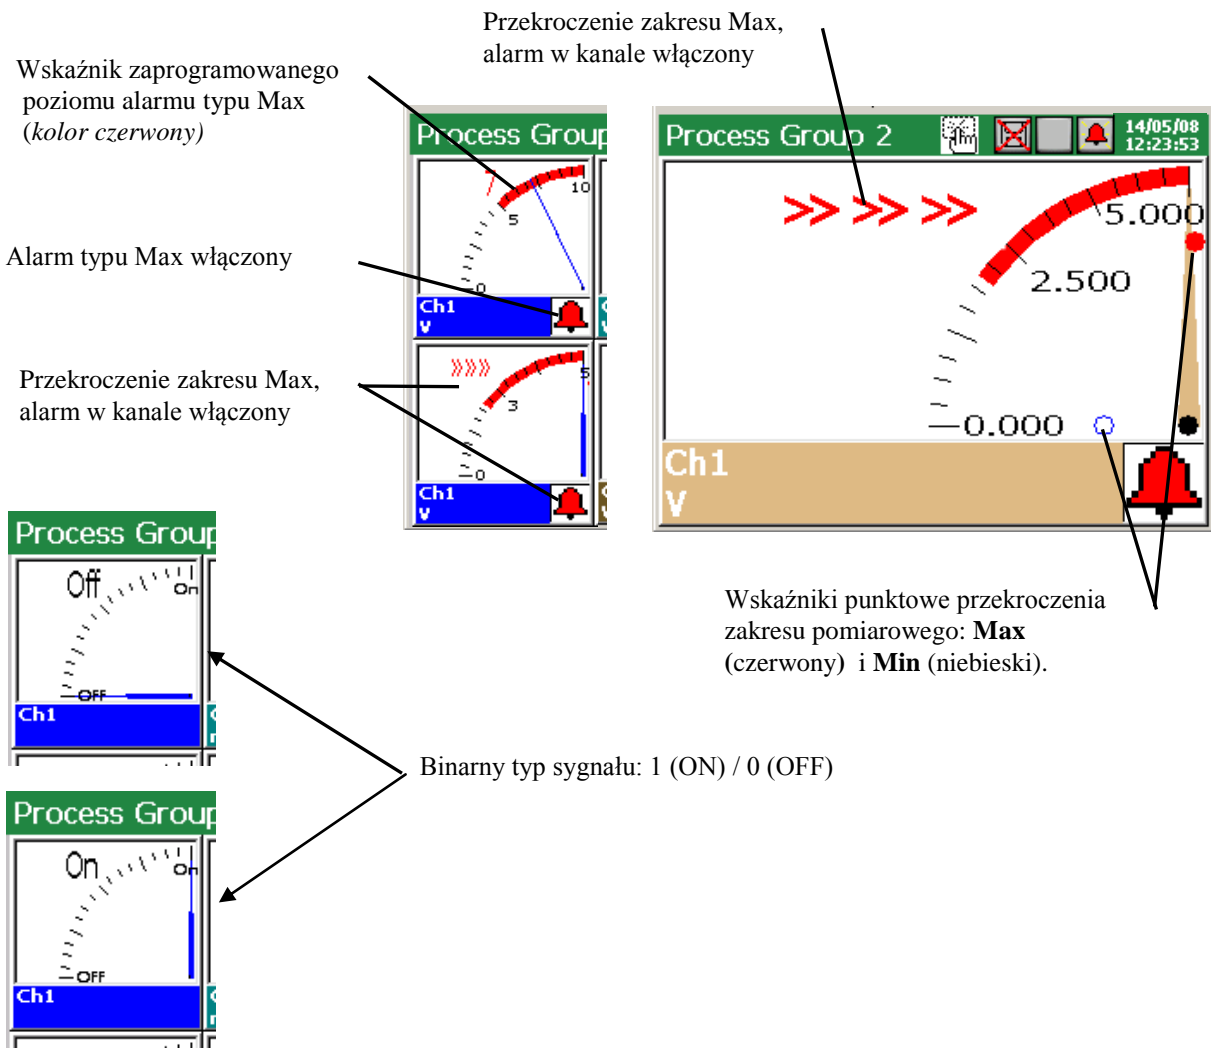 Przekroczenie zakresu Max,
alarm w kanale włączony
Wskaźnik zaprogramowanego
poziomu alarmu typu Max
(kolor czerwony)
Process Group
7
10
5
0
Ch1
V
Alarm typu Max włączony
Process Group 2
14/05/08
12:23:53
>> >> >>
5.000
2.500
0.000
Ch1
V
Przekroczenie zakresu Max,
alarm w kanale włączony
>>>
5
3
0
Ch1
V
Wskaźniki punktowe przekroczenia
zakresu pomiarowego: Max
(czerwony) i Min (niebieski).
Process Group
Off
On
OFF
Ch1
Binarny typ sygnału: 1 (ON) / 0 (OFF)
Process Group
On
On
OFF
Ch1